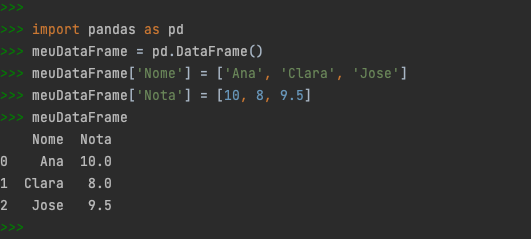 >>>
>>> import pandas as pd
>>> meuDataFrame = pd.DataFrame()
>>> meuDataFrame['Nome'] = ['Ana', 'Clara', 'Jose']
>>> meuDataFrame['Nota'] = [10, 8, 9.5]
>>> meuDataFrame
    Nome  Nota
0    Ana  10.0
1  Clara   8.0
2   Jose   9.5
>>>